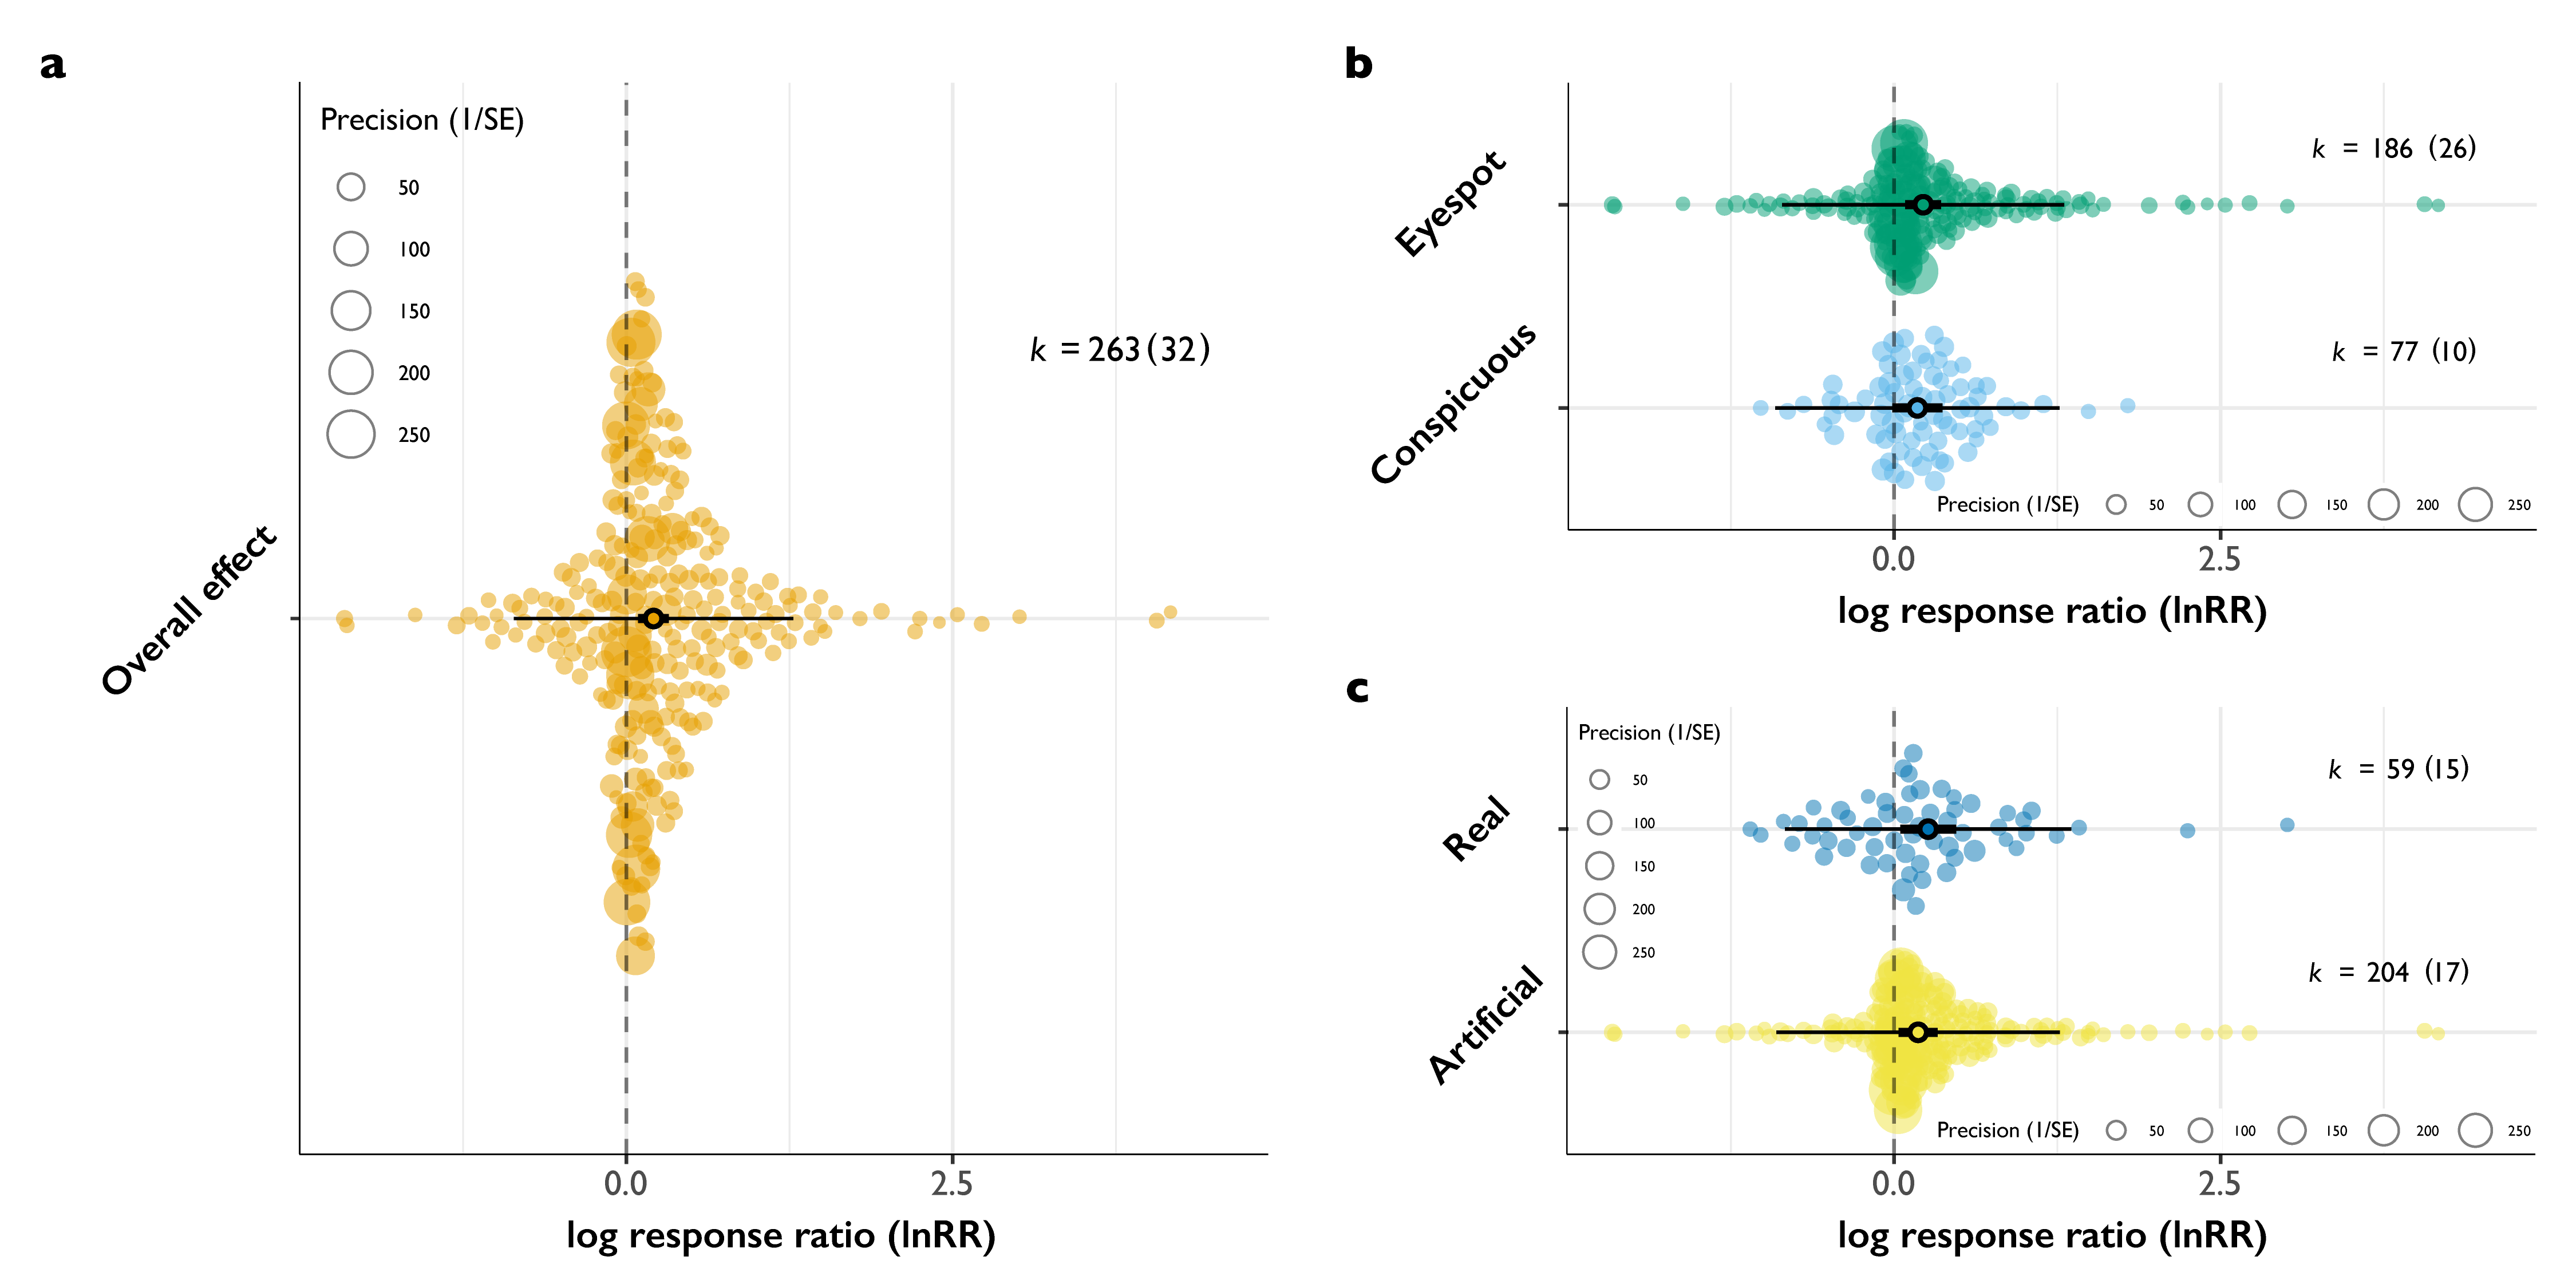 a
Precision (1/SE)
50
100
150
200
250
k = 263 (32)
Overall effect
0.0 2.5
log response ratio (lnRR)
b
Eyespot
k = 186 (26)
Conspicuous
k = 77 (10)
Precision (1/SE) 50 100 150 200 250
0.0 2.5
log response ratio (lnRR)
c
Precision (1/SE)
50
100
150
200
250
Real
k = 59 (15)
Artificial
k = 204 (17)
Precision (1/SE) 50 100 150 200 250
0.0 2.5
log response ratio (lnRR)